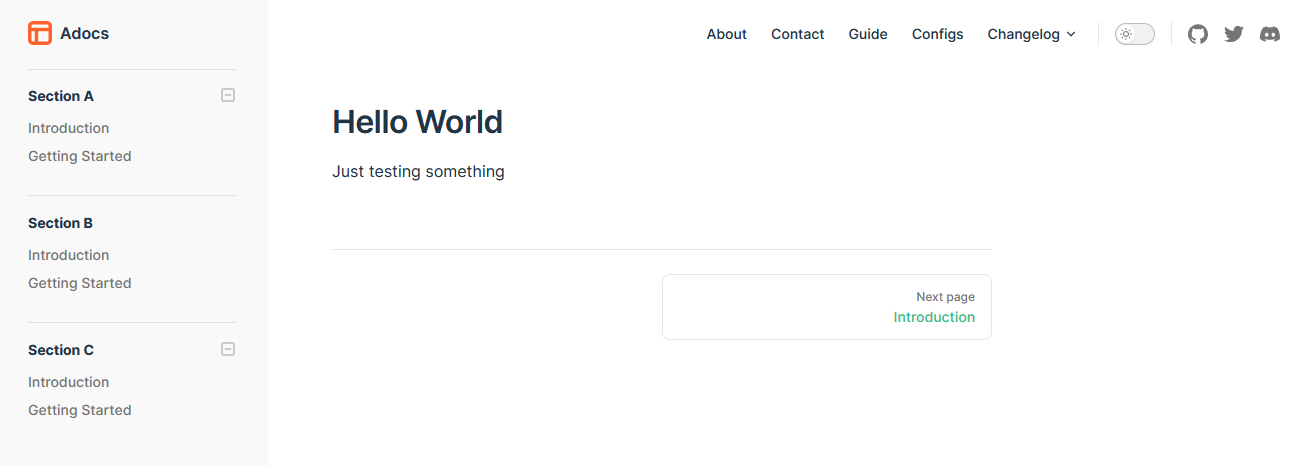 Adocs
About Contact Guide Configs Changelog
Section A
Introduction
Getting Started
Section B
Introduction
Getting Started
Section C
Introduction
Getting Started
Hello World
Just testing something
Next page
Introduction